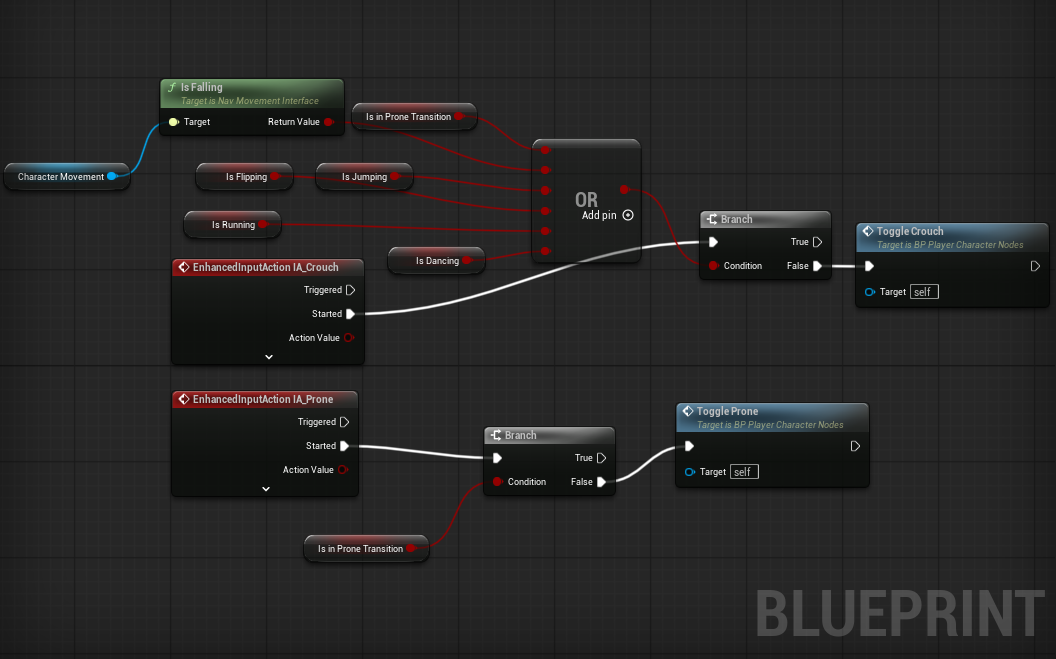 f Is Falling
Target is Nav Movement Interface
Target
Return Value
Is in Prone Transition
Character Movement
Is Flipping
Is Jumping
OR
Add pin
Is Running
Is Dancing
Branch
True
Condition
False
Toggle Crouch
Target is BP Player Character Nodes
Target self
EnhancedInputAction IA_Crouch
Triggered
Started
Action Value
EnhancedInputAction IA_Prone
Triggered
Started
Action Value
Branch
True
Condition
False
Toggle Prone
Target is BP Player Character Nodes
Target self
Is in Prone Transition
BLUEPRINT